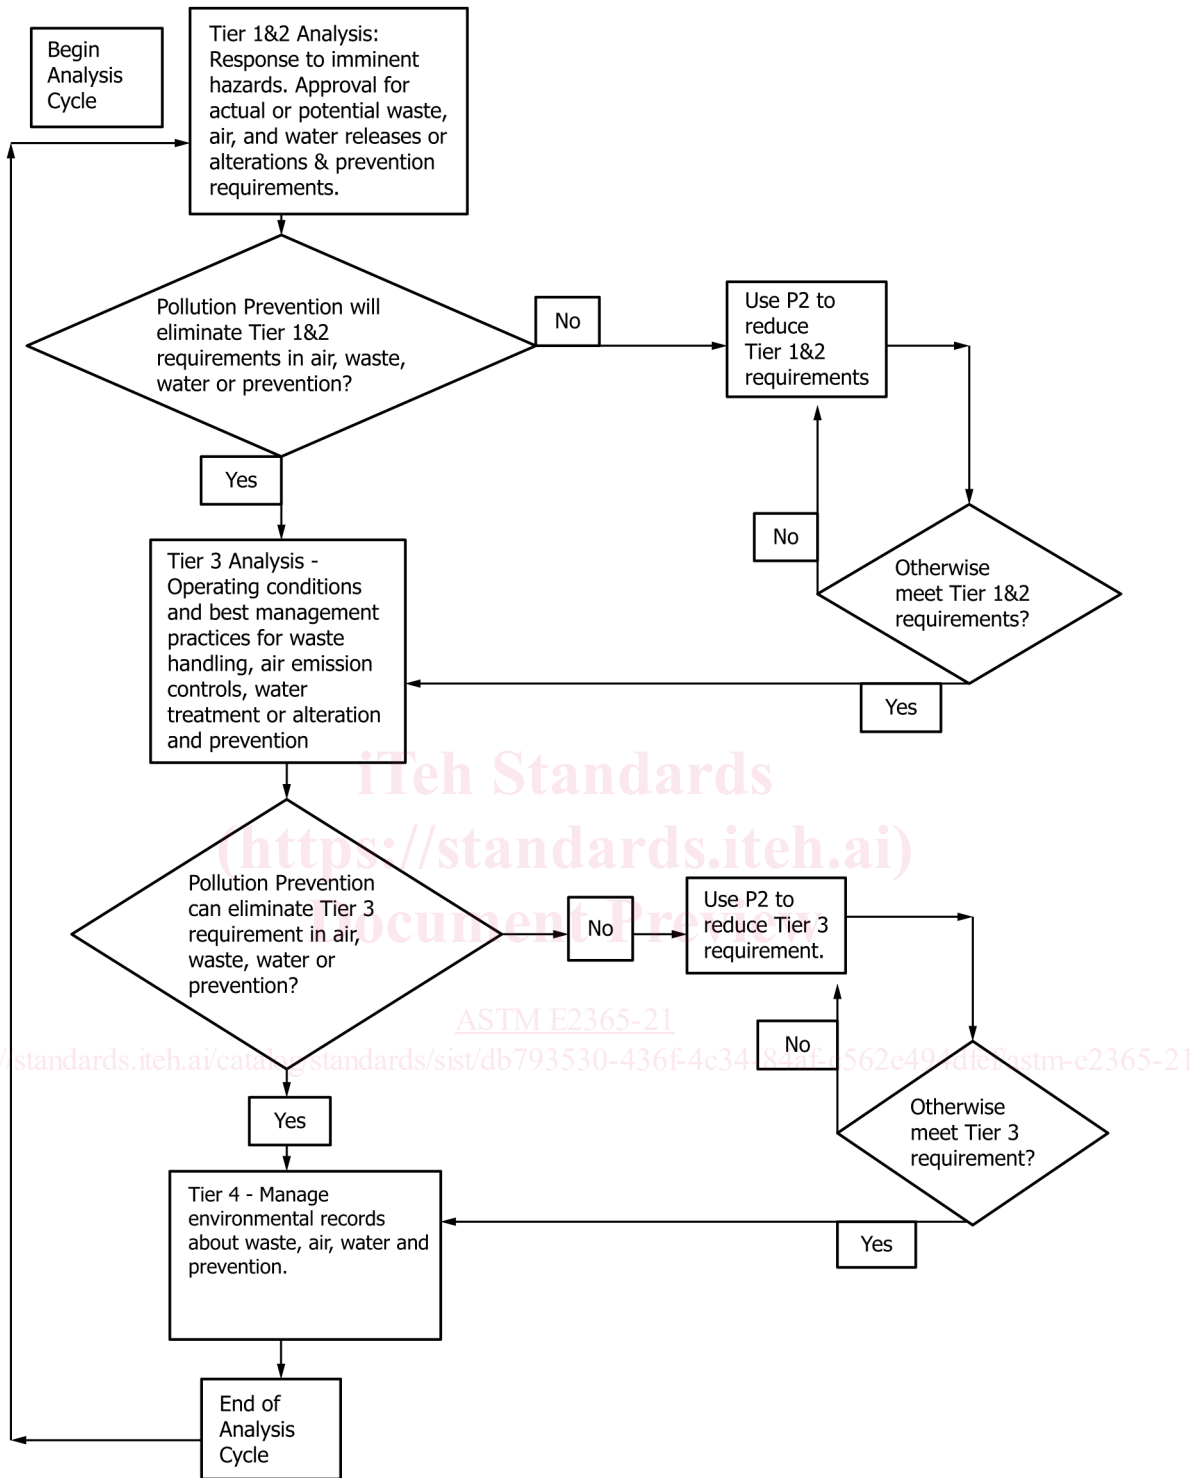 Begin
Analysis
Cycle
Tier 1&2 Analysis:
Response to imminent
hazards. Approval for
actual or potential waste,
air, and water releases or
alterations & prevention
requirements.
Pollution Prevention will
eliminate Tier 1&2
requirements in air, waste,
water or prevention?
No
Use P2 to
reduce
Tier 1&2
requirements
Yes
No
Otherwise
meet Tier 1&2
requirements?
Yes
Tier 3 Analysis -
Operating conditions
and best management
practices for waste
handling, air emission
controls, water
treatment or alteration
and prevention
iTeh Standards
(https://standards.iteh.ai)
Document Preview
Pollution Prevention
can eliminate Tier 3
requirement in air,
waste, water or
prevention?
No
Use P2 to
reduce Tier 3
requirement.
ASTM E2365-21
No
Otherwise
meet Tier 3
requirement?
Yes
Yes
Tier 4 - Manage
environmental records
about waste, air, water and
prevention.
End of
Analysis
Cycle